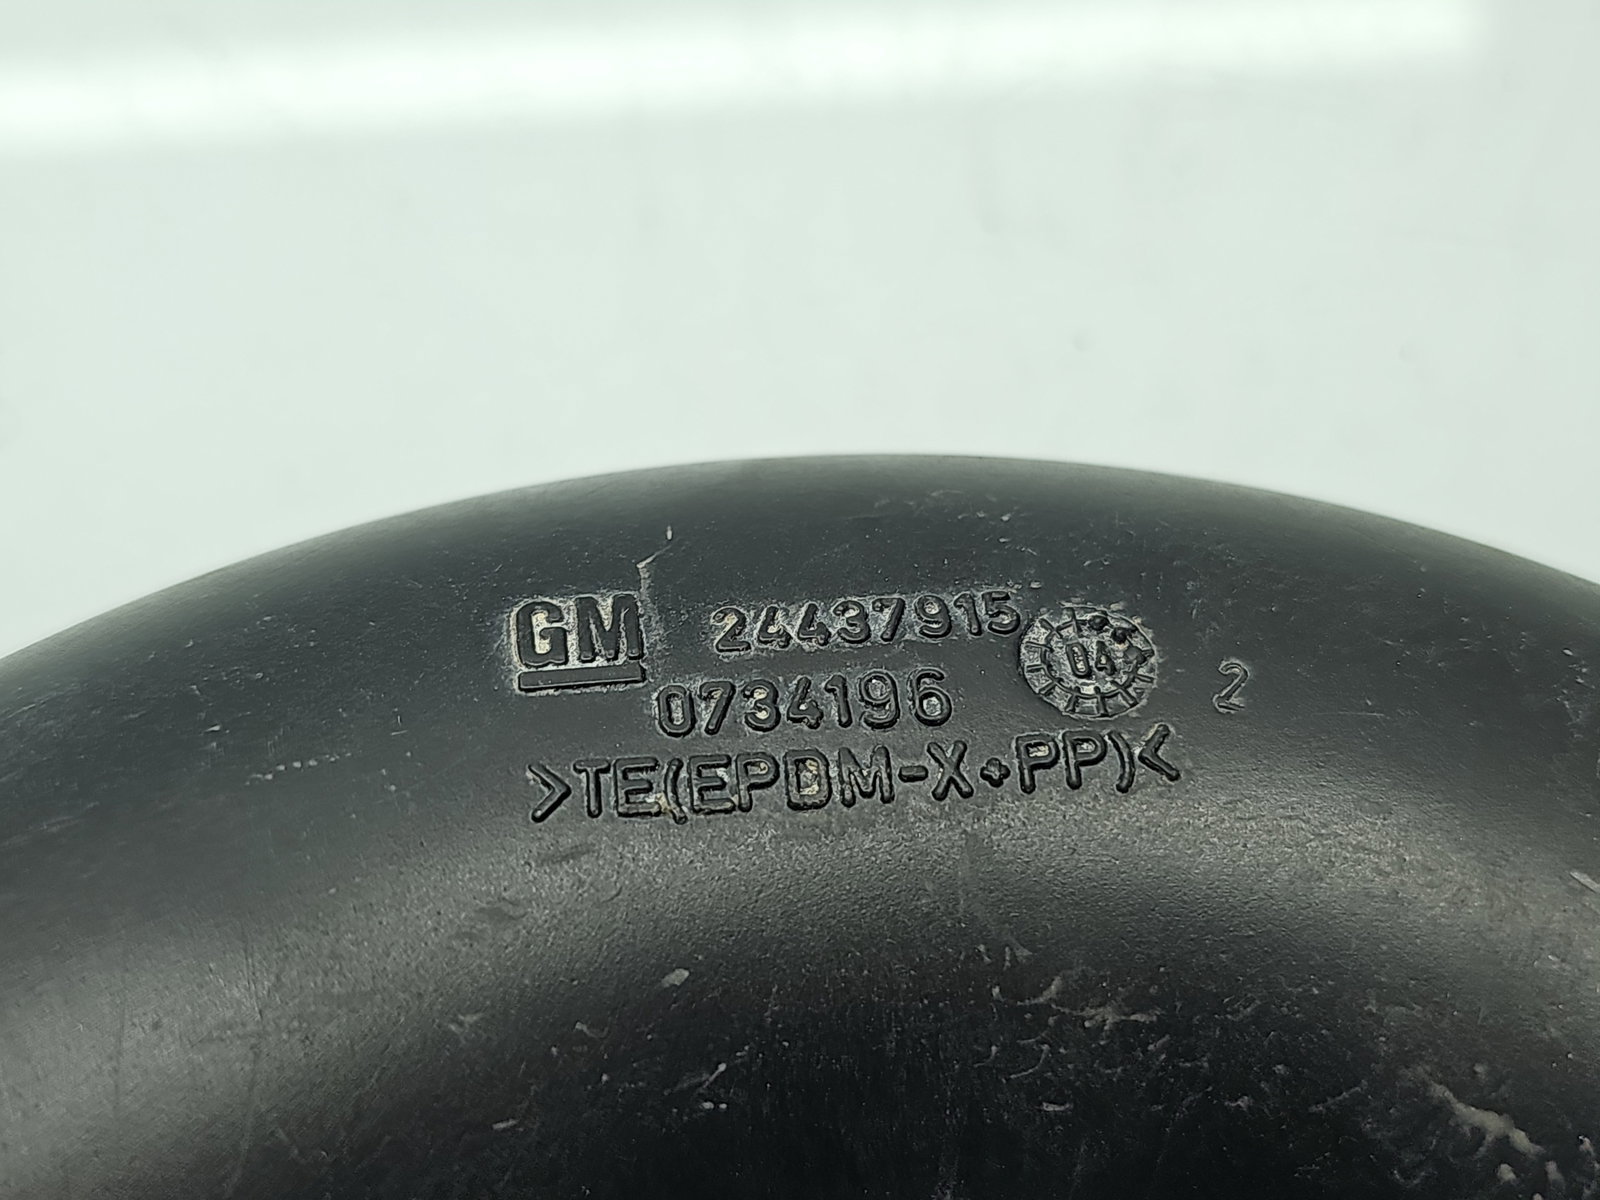 GM 24437915
04
2
0734196
>TE(EPDM-X+PP)<